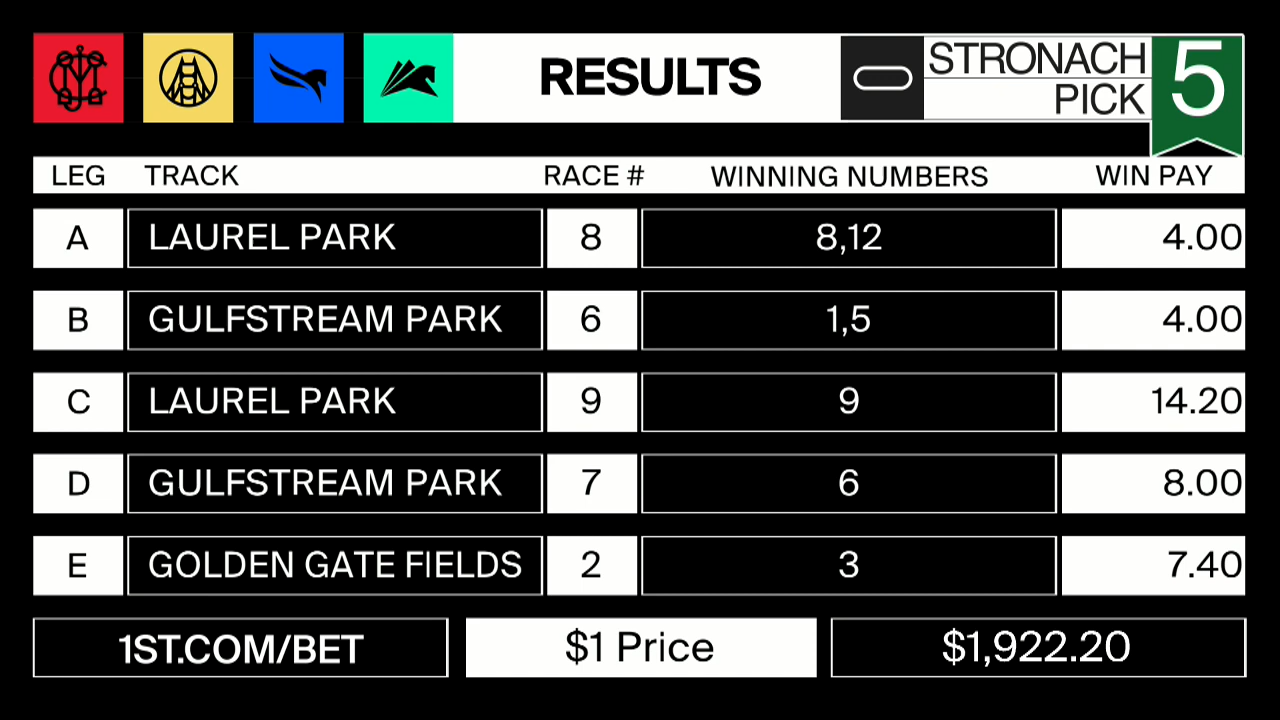 RESULTS
STRONACH
PICK
5
LEG TRACK RACE # WINNING NUMBERS WIN PAY
A LAUREL PARK 8 8,12 4.00
B GULFSTREAM PARK 6 1,5 4.00
C LAUREL PARK 9 9 14.20
D GULFSTREAM PARK 7 6 8.00
E GOLDEN GATE FIELDS 2 3 7.40
1ST.COM/BET $1 Price $1,922.20